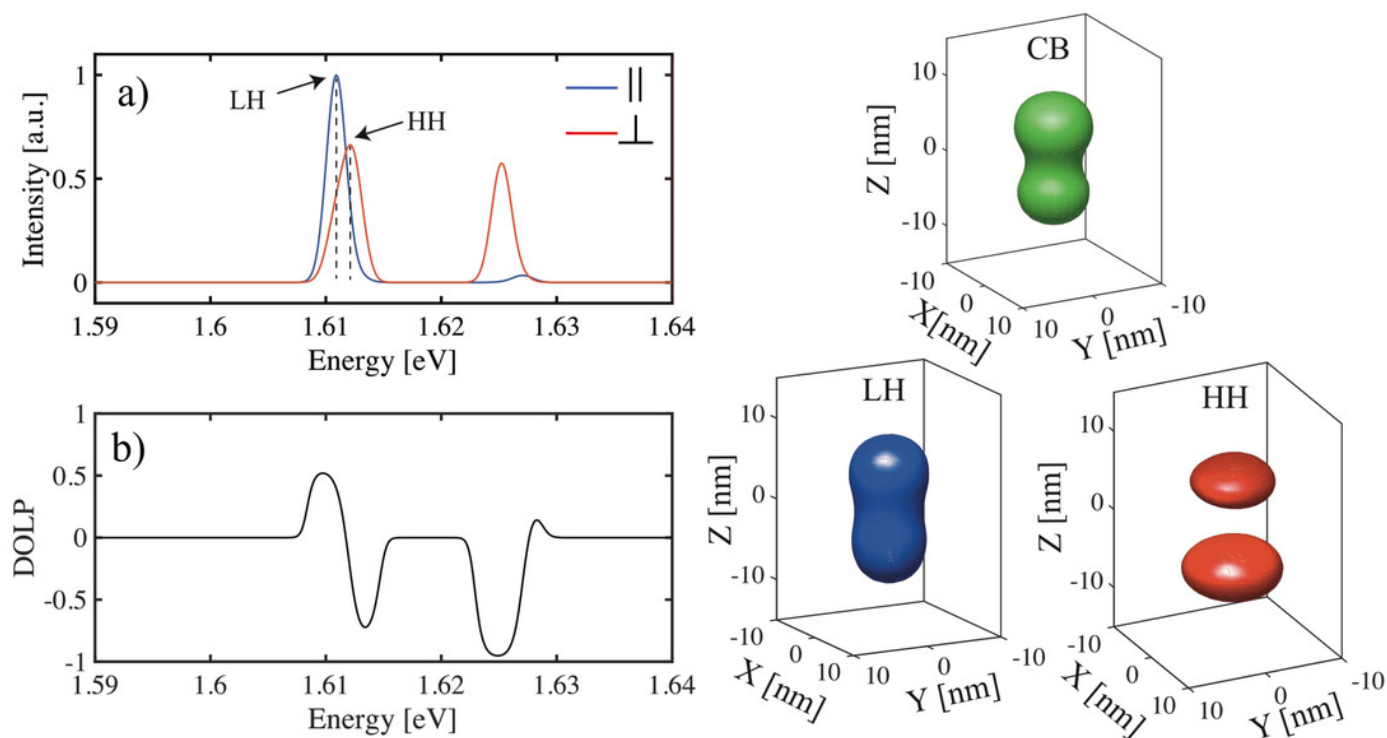 a)
LH
HH
||
⊥
Intensity [a.u.]
1
0.5
0
1.59 1.6 1.61 1.62 1.63 1.64
Energy [eV]
b)
DOLP
1
0.5
0
-0.5
-1
1.59 1.6 1.61 1.62 1.63 1.64
Energy [eV]
CB
Z [nm]
10
0
-10
-10 0 10
X[nm]
10 0 -10
Y [nm]
LH
Z [nm]
10
0
-10
-10 0 10
X [nm]
10 0 -10
Y [nm]
HH
Z [nm]
10
0
-10
-10 0 10
X [nm]
10 0 -10
Y [nm]